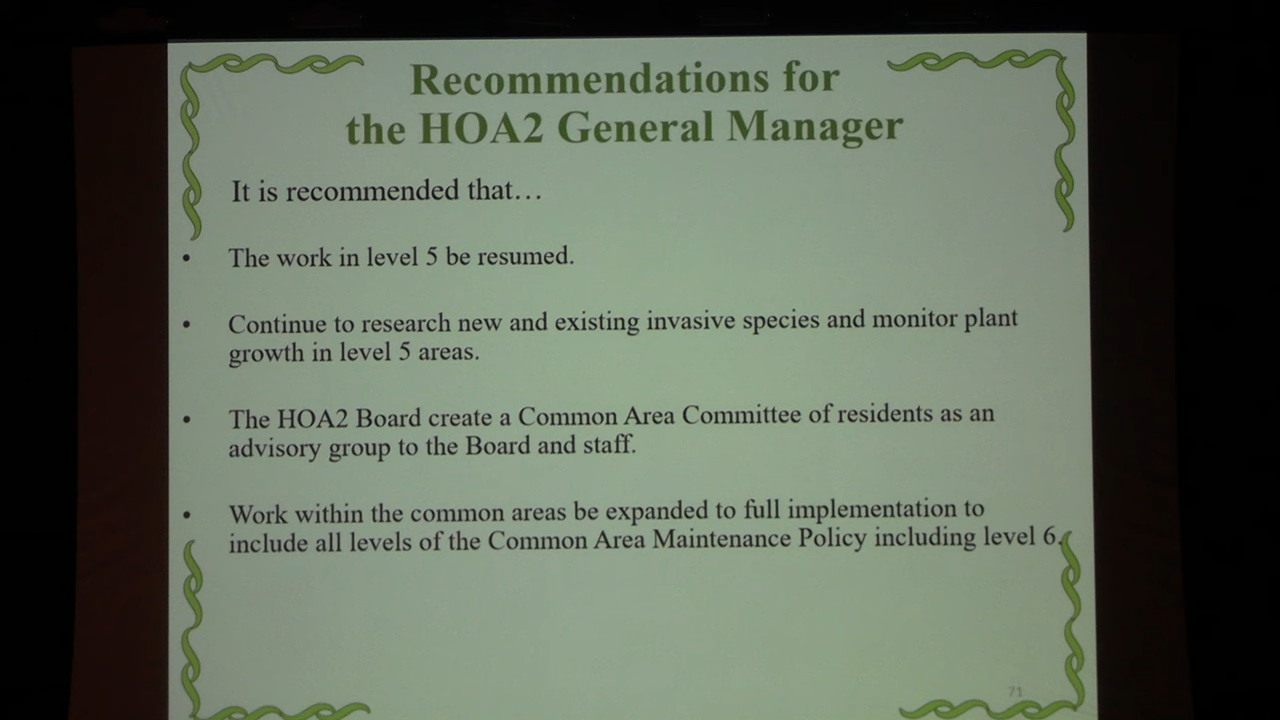 Recommendations for
the HOA2 General Manager
It is recommended that…
• The work in level 5 be resumed.
• Continue to research new and existing invasive species and monitor plant
growth in level 5 areas.
• The HOA2 Board create a Common Area Committee of residents as an
advisory group to the Board and staff.
• Work within the common areas be expanded to full implementation to
include all levels of the Common Area Maintenance Policy including level 6.
71